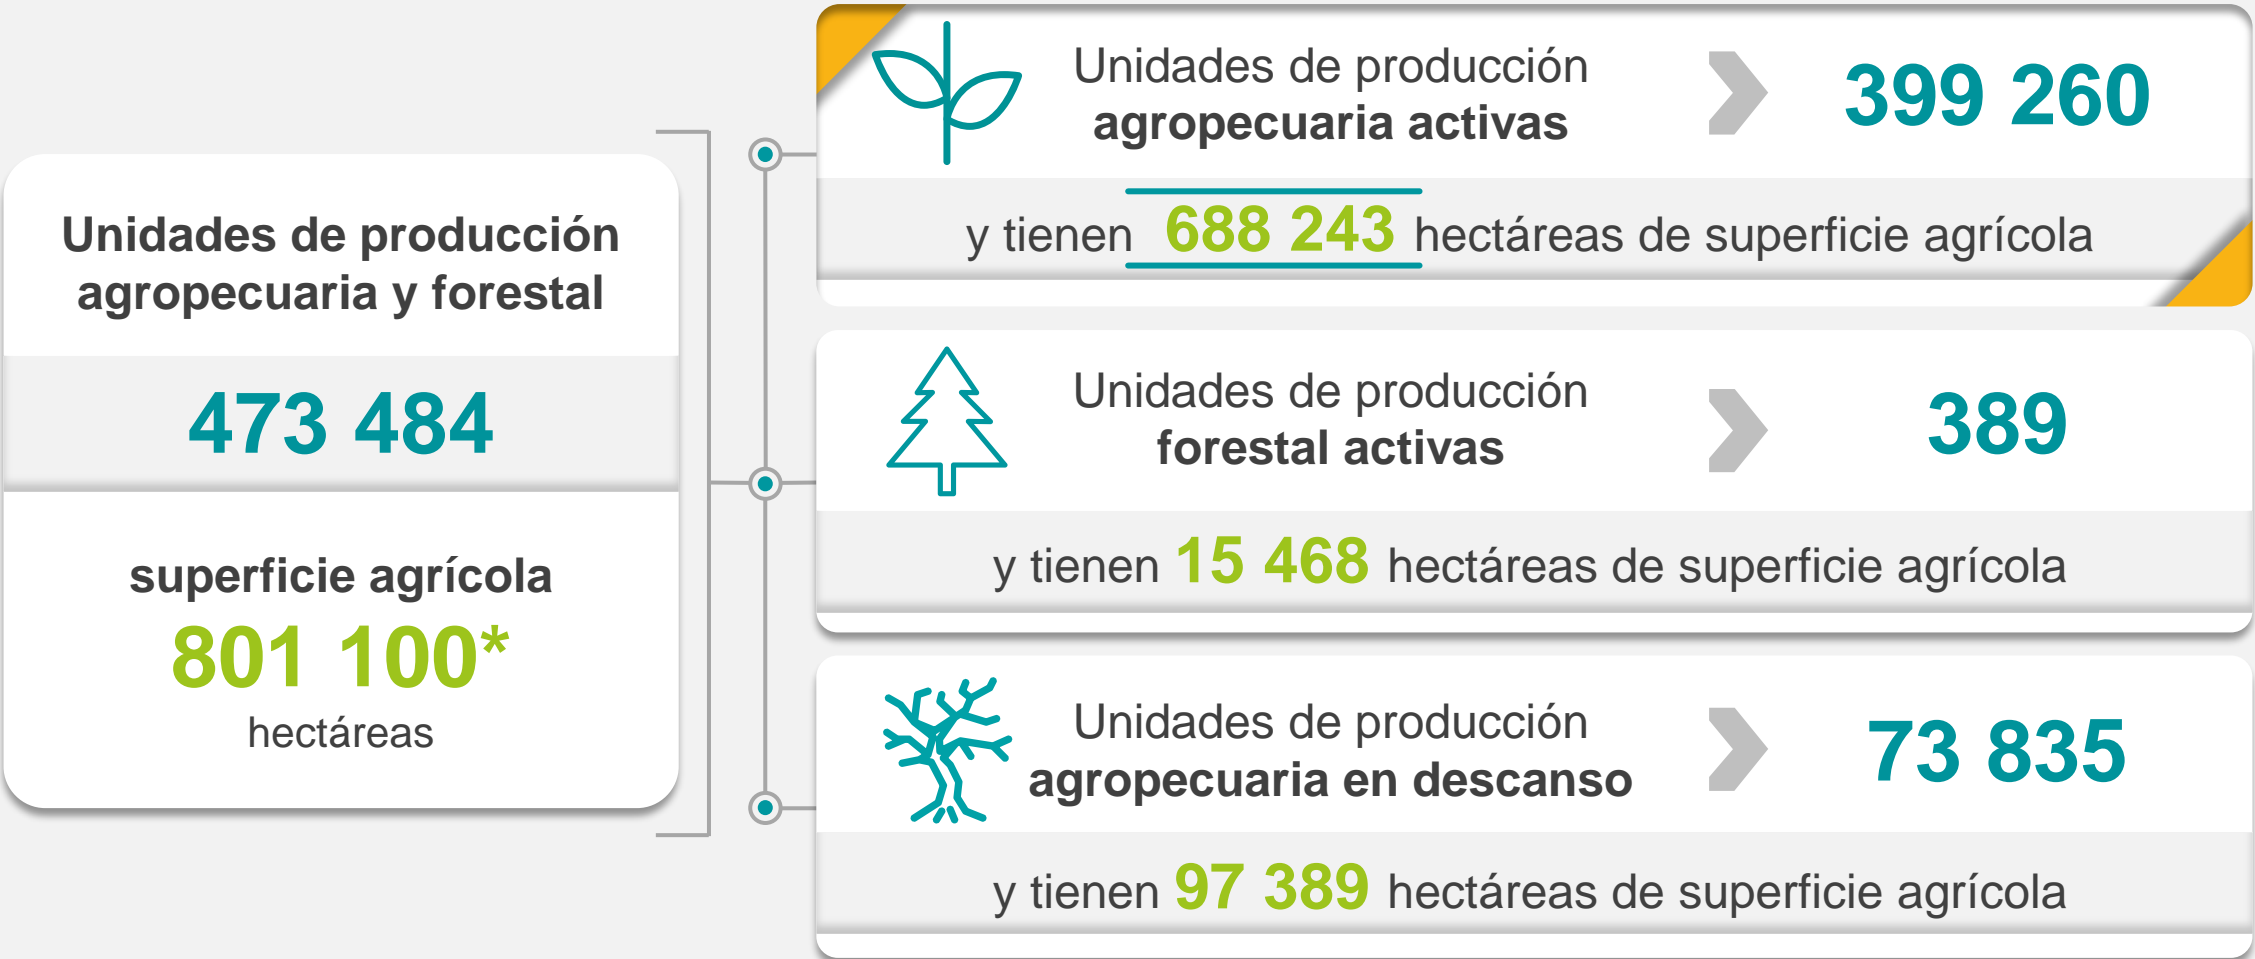 Unidades de producción
agropecuaria y forestal
473 484
superficie agrícola
801 100*
hectáreas
Unidades de producción
agropecuaria activas
399 260
y tienen 688 243 hectáreas de superficie agrícola
Unidades de producción
forestal activas
389
y tienen 15 468 hectáreas de superficie agrícola
Unidades de producción
agropecuaria en descanso
73 835
y tienen 97 389 hectáreas de superficie agrícola